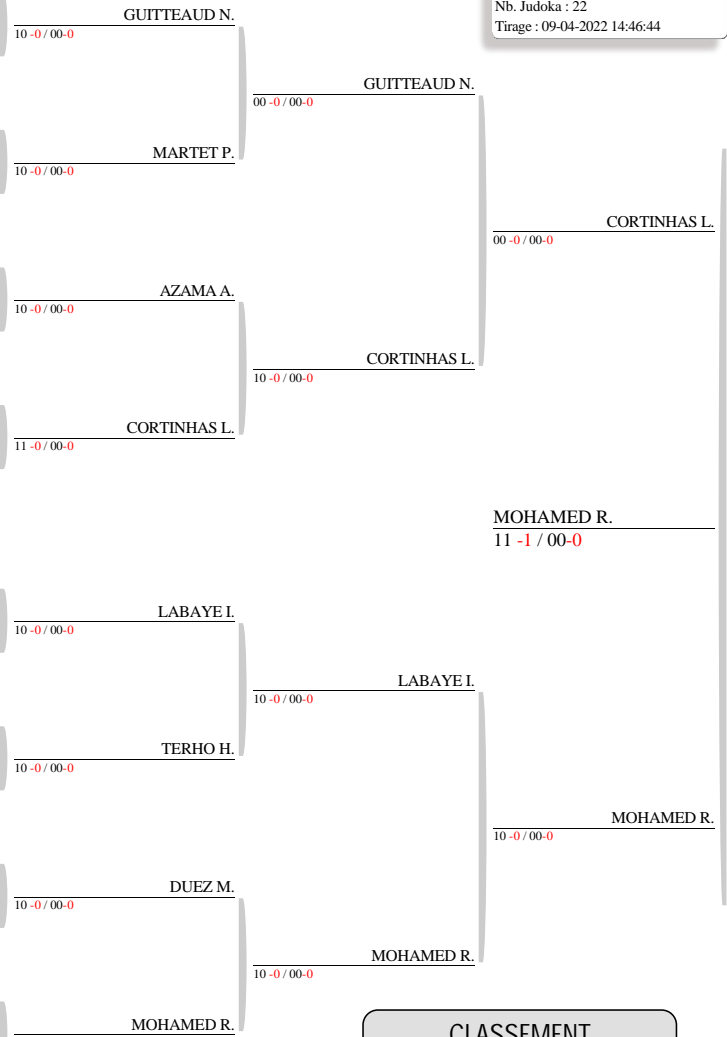 Nb. Judoka : 22
Tirage : 09-04-2022 14:46:44
GUITTEAUD N.
10 -0 / 00-0
GUITTEAUD N.
00 -0 / 00-0
MARTET P.
10 -0 / 00-0
CORTINHAS L.
00 -0 / 00-0
AZAMA A.
10 -0 / 00-0
CORTINHAS L.
10 -0 / 00-0
CORTINHAS L.
11 -0 / 00-0
MOHAMED R.
11 -1 / 00-0
LABAYE I.
10 -0 / 00-0
LABAYE I.
10 -0 / 00-0
TERHO H.
10 -0 / 00-0
MOHAMED R.
10 -0 / 00-0
DUEZ M.
10 -0 / 00-0
MOHAMED R.
10 -0 / 00-0
MOHAMED R.
CLASSEMENT